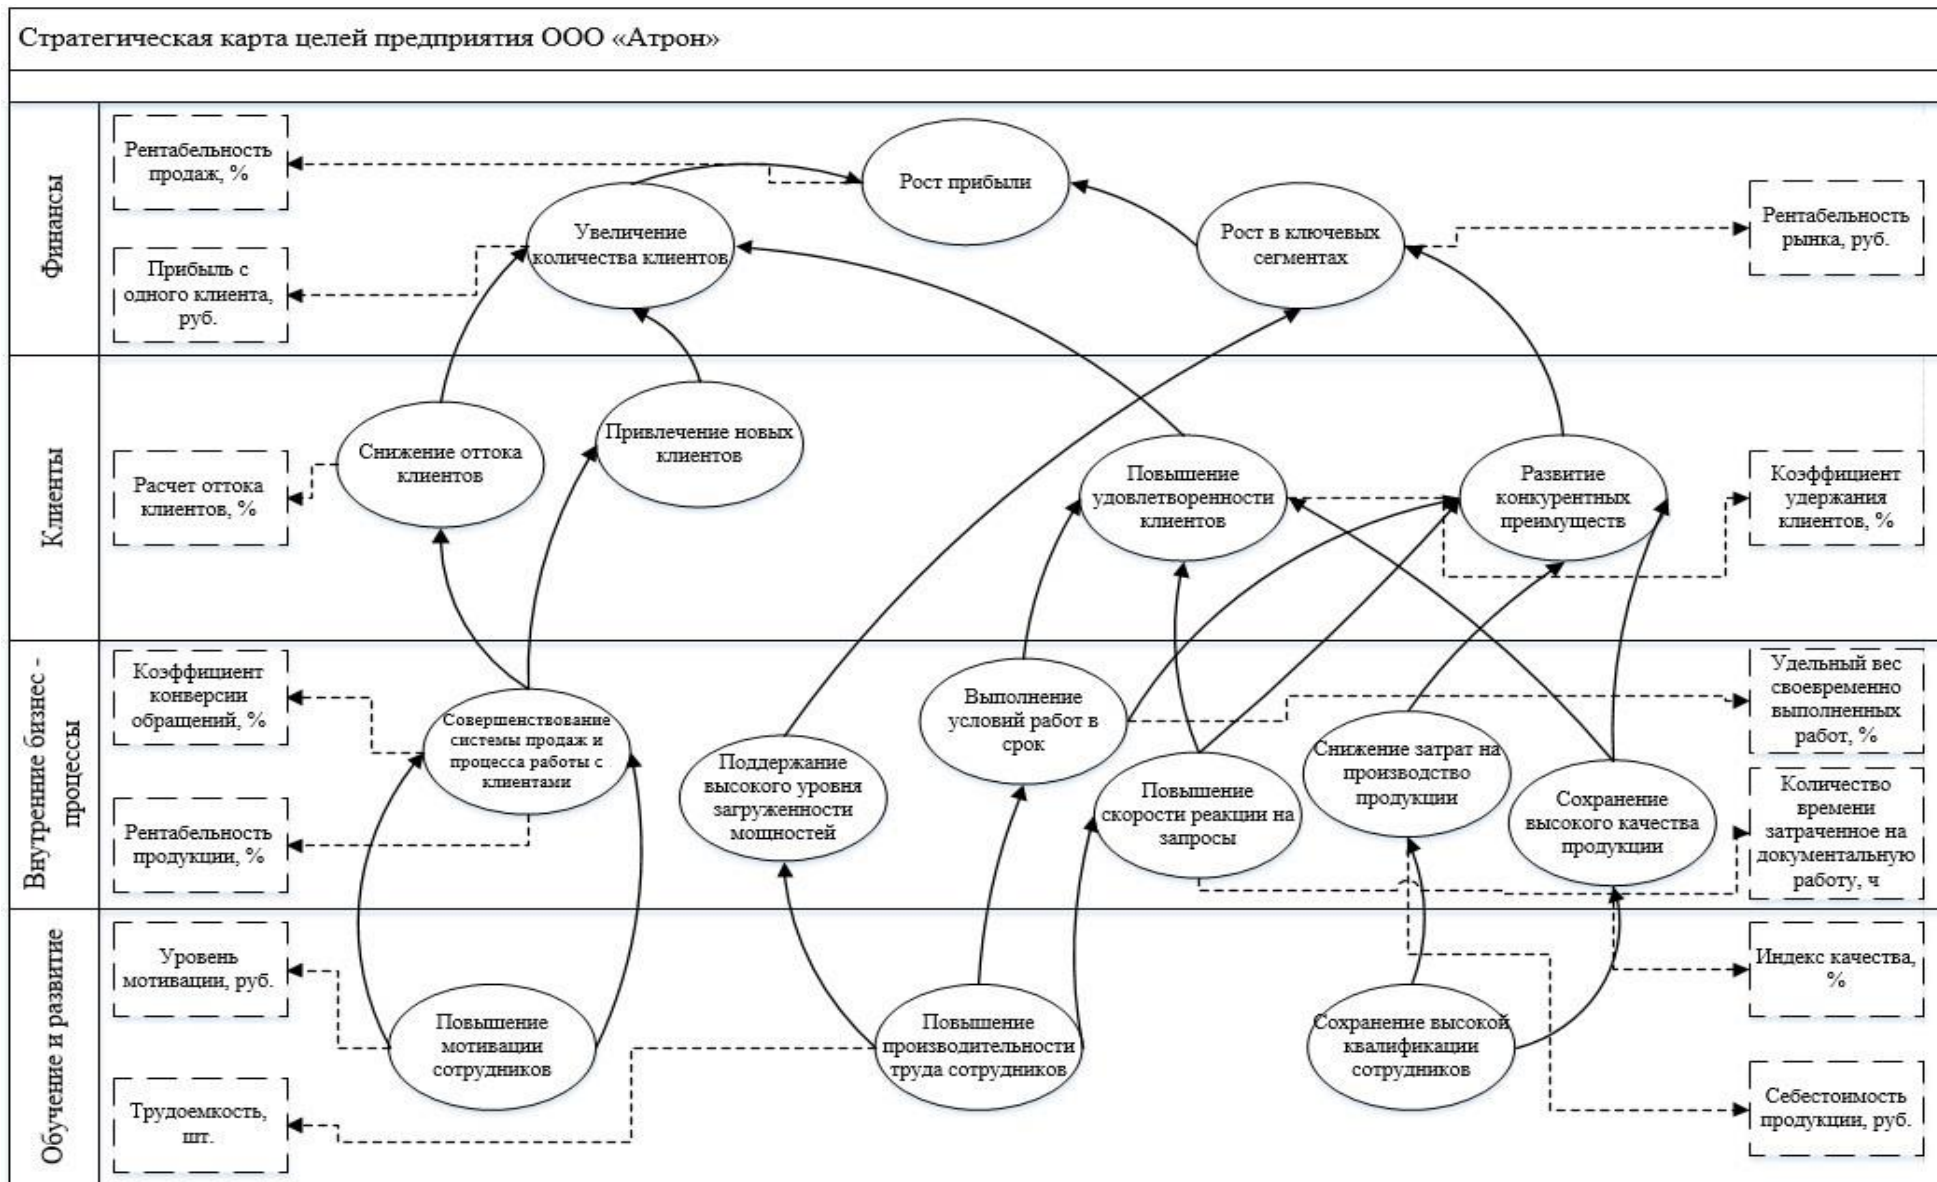 Стратегическая карта целей предприятия ООО «Атрон»
Финансы
Рентабельность
продаж, %
Прибыль с
одного клиента,
руб.
Увеличение
количества клиентов
Рост прибыли
Рост в ключевых
сегментах
Рентабельность
рынка, руб.
Клиенты
Расчет оттока
клиентов, %
Снижение оттока
клиентов
Привлечение новых
клиентов
Повышение
удовлетворенности
клиентов
Развитие
конкурентных
преимуществ
Коэффициент
удержания
клиентов, %
Внутренние бизнес -
процессы
Коэффициент
конверсии
обращений, %
Рентабельность
продукции, %
Совершенствование
системы продаж и
процесса работы с
клиентами
Поддержание
высокого уровня
загруженности
мощностей
Выполнение
условий работ в
срок
Повышение
скорости реакции на
запросы
Снижение затрат на
производство
продукции
Сохранение
высокого качества
продукции
Удельный вес
своевременно
выполненных
работ, %
Количество
времени
затраченное на
документальную
работу, ч
Обучение и развитие
Уровень
мотивации, руб.
Трудоемкость,
шт.
Повышение
мотивации
сотрудников
Повышение
производительности
труда сотрудников
Сохранение высокой
квалификации
сотрудников
Индекс качества,
%
Себестоимость
продукции, руб.